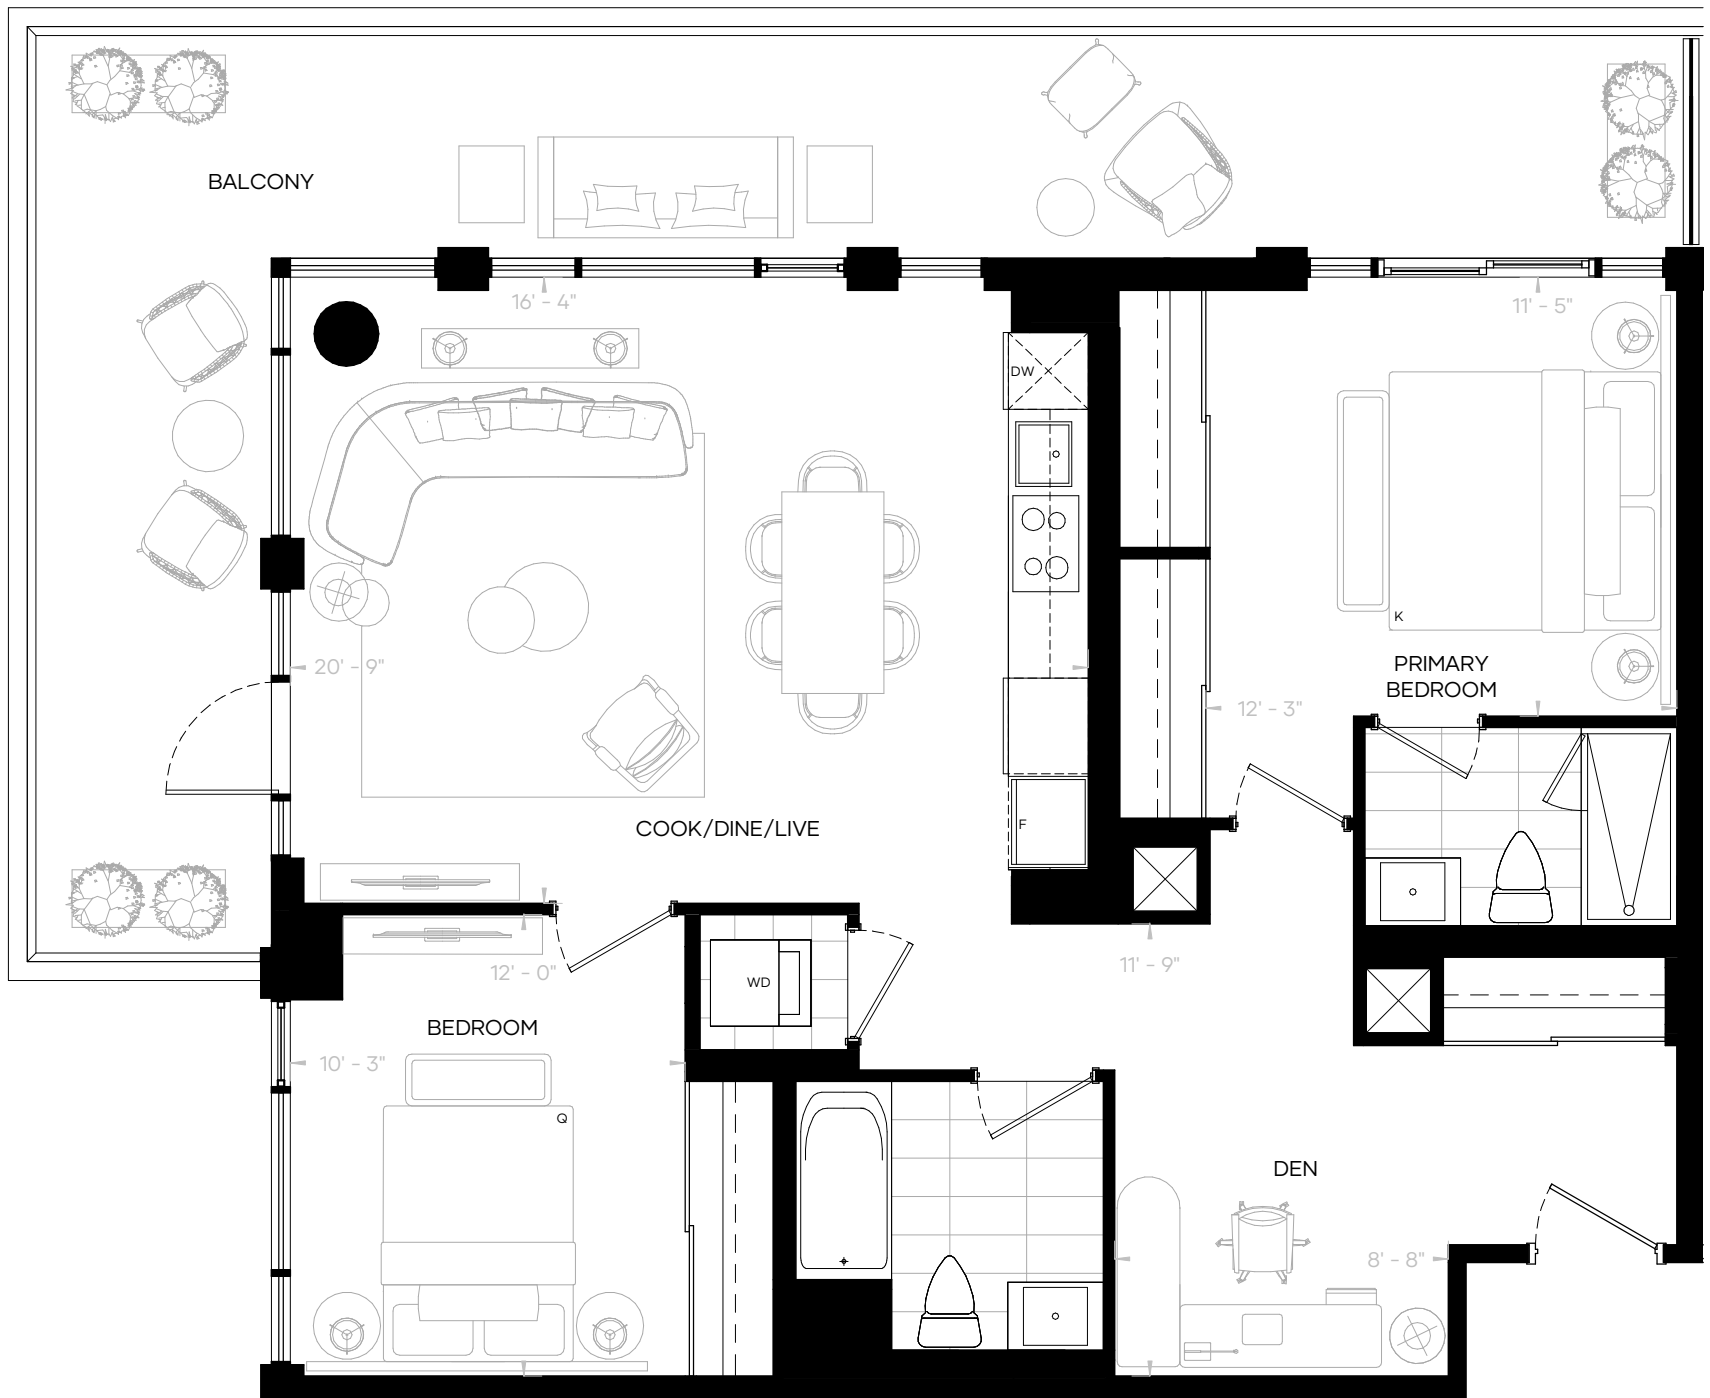 BALCONY
16' - 4"
11' - 5"
DW
K
20' - 9"
PRIMARY
BEDROOM
12' - 3"
F
COOK/DINE/LIVE
12' - 0"
11' - 9"
WD
BEDROOM
10' - 3"
Q
DEN
8' - 8"